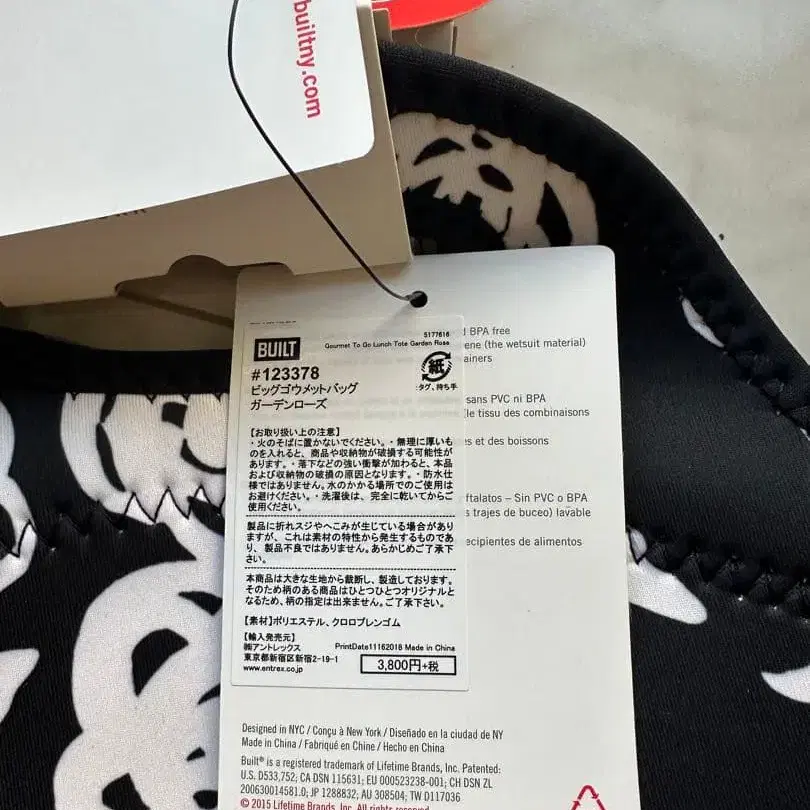 builtny.com
BPA free
(the wetsuit material)
sans PVC ni BPA
le tissu des combinaisons
et des boissons
Sin PVC o BPA
trajes de buceo) lavable
recipientes de alimentos
5177616
BUILT
Gourmet To Go Lunch Tote Garden Rose
#123378
ビッグゴウメットバッグ
ガーデンローズ
紙
:タグ、持ち手
【お取り扱い上の注意】
・火のそばに置かないでください。・無理に厚いも
のを入れると、商品や収納物が破損する可能性が
あります。・落下などの強い衝撃が加わると、本品
および収納物の破損の原因となります。・防水仕
様ではありません。水のかかる場所でのご使用は
お避けください。・洗濯後は、完全に乾いてからご
使用ください。
製品に折れスジやへこみが生じている場合があり
ますが、これは素材の特性から発生するものであ
り、製品不良ではありません。あらかじめご了承下
さい。
本商品は大きな生地から裁断し、製造しております。
そのため柄のある商品はひとつひとつオリジナルと
なるため、柄の指定は出来ません。ご了承下さい。
【素材】ポリエステル、クロロプレンゴム
【輸入発売元】
㈱アントレックス
PrintDate11162018 Made in China
東京都新宿区新宿2-19-1
www.entrex.co.jp
3,800円+税
Designed in NYC / Conçu à New York / Diseñado en la ciudad de NY
Made in China / Fabriqué en Chine / Hecho en China
Built® is a registered trademark of Lifetime Brands, Inc. Patented:
U.S. D533,752; CA DSN 115631; EU 000523238-001; CH DSN ZL
200630014581.0; JP 1288832; AU 308504; TW D117036
© 2015 Lifetime Brands, Inc. All rights reserved